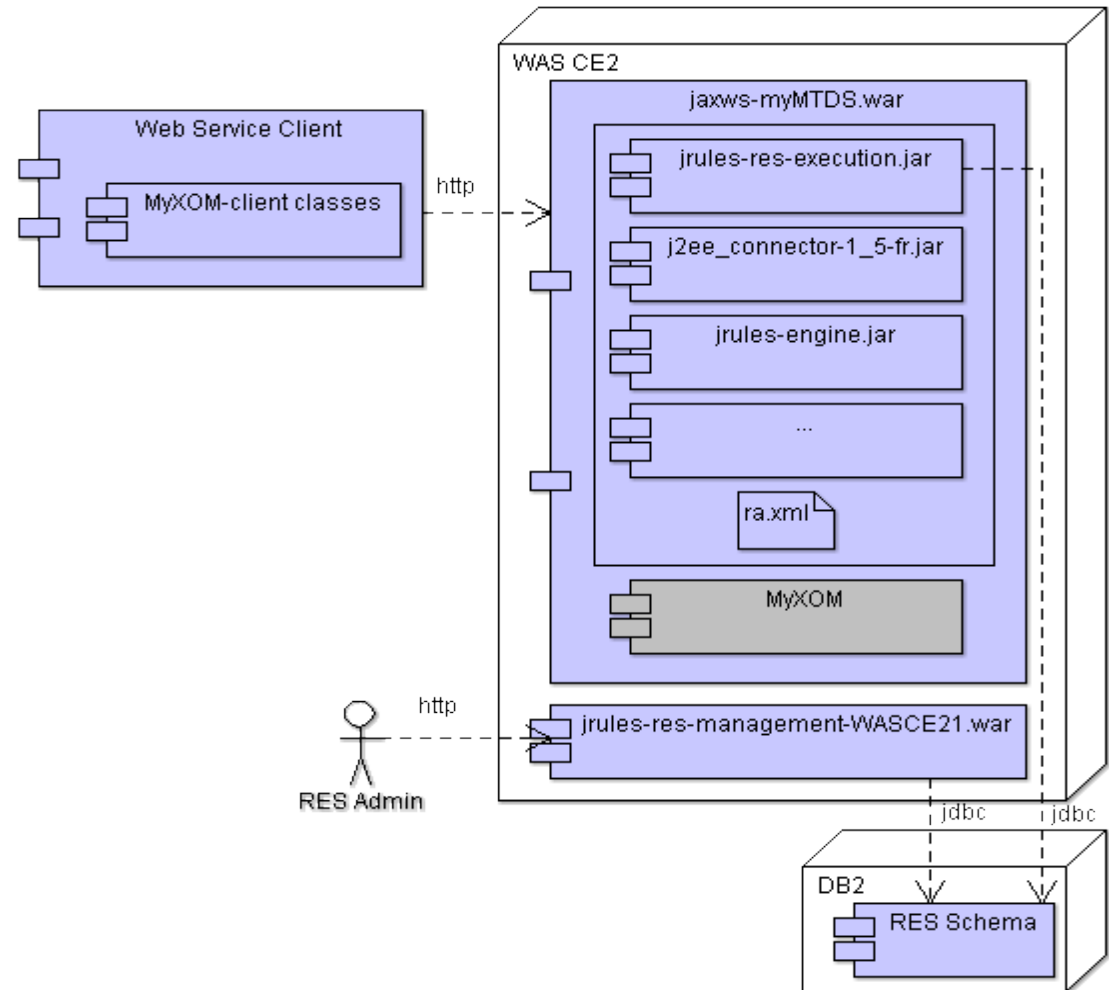 WAS CE2
jaxws-myMTDS.war
Web Service Client
jrules-res-execution.jar
http
MyXOM-client classes
j2ee_connector-1_5-fr.jar
jrules-engine.jar
...
ra.xml
MyXOM
http
jrules-res-management-WASCE21.war
RES Admin
jdbc
jdbc
DB2
RES Schema